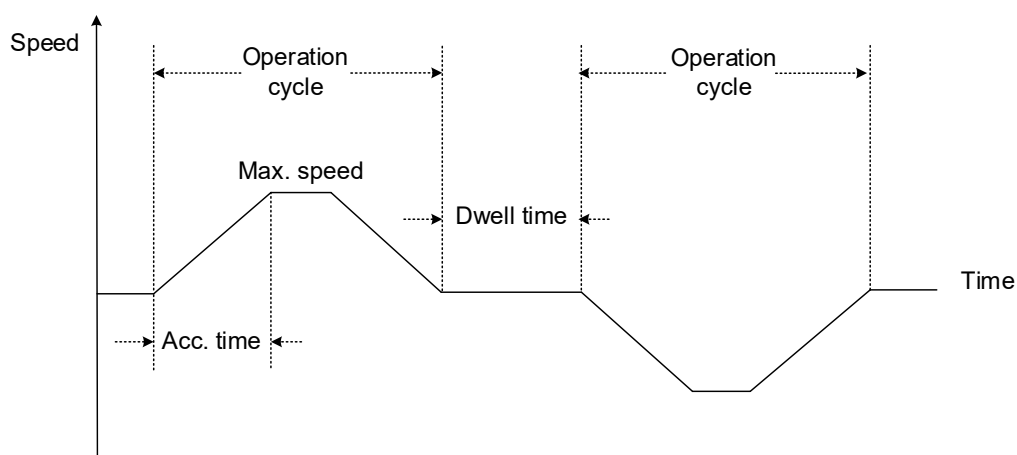 Speed
Operation
cycle
Operation
cycle
Max. speed
Dwell time
Time
Acc. time